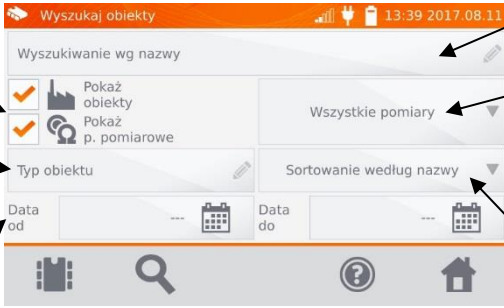 Wyszukaj obiekty 13:39 2017.08.11
Wyszukiwanie wg nazwy
Pokaż
obiekty
Pokaż
p. pomiarowe
Wszystkie pomiary
Typ obiektu
Sortowanie według nazwy
Data
od
---
Data
do
---